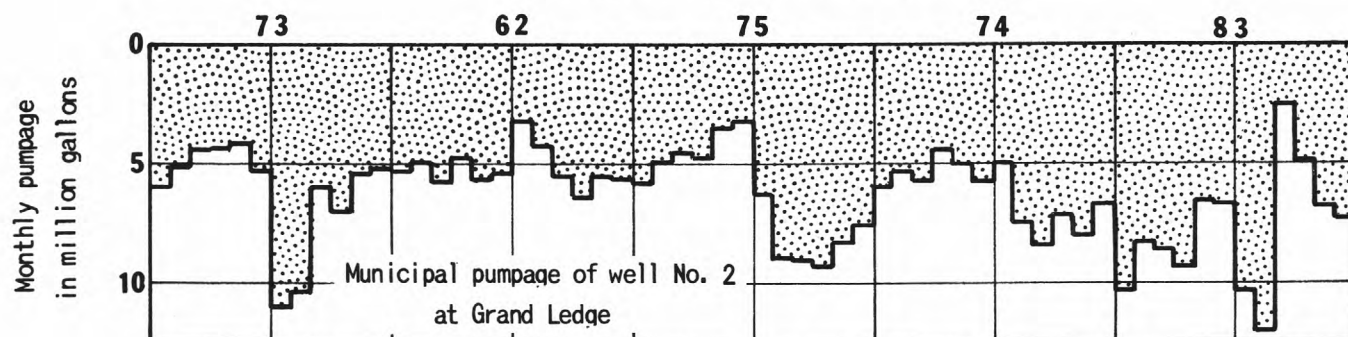 73 62 75 74 83
0
5
10
Monthly pumpage
in million gallons
Municipal pumpage of well No. 2
at Grand Ledge